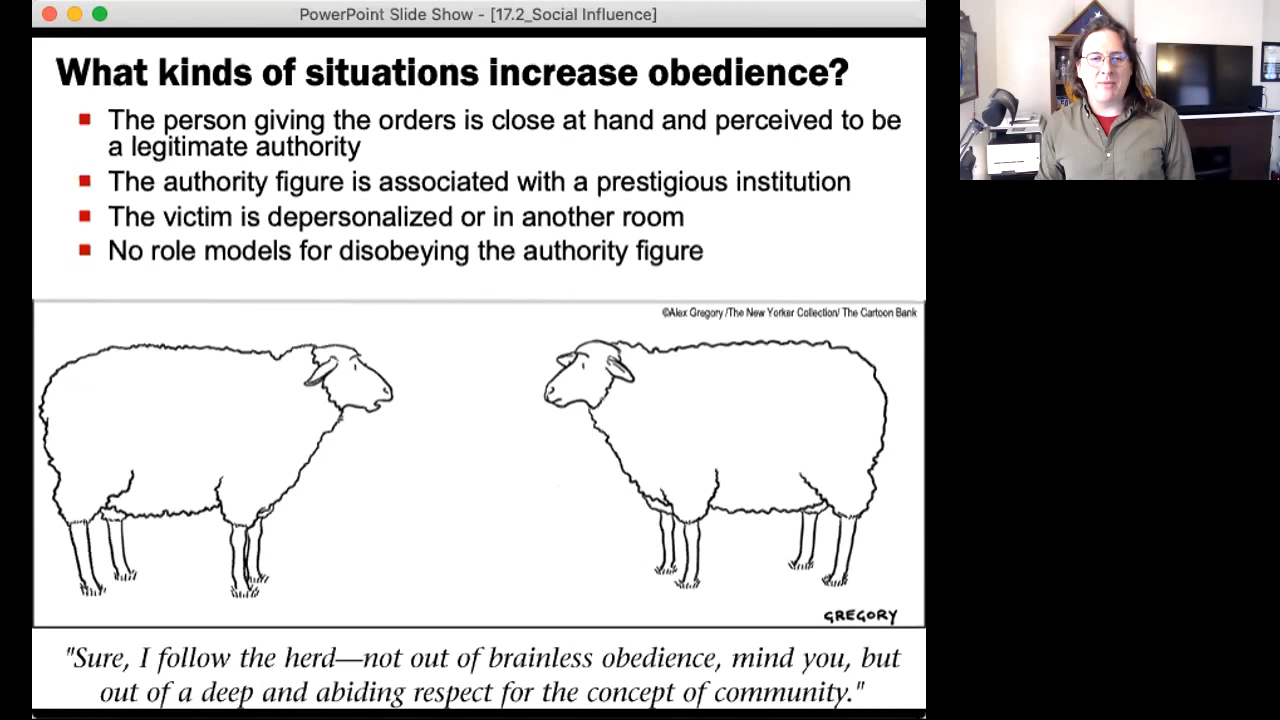 PowerPoint Slide Show - [17.2_Social Influence]
What kinds of situations increase obedience?
The person giving the orders is close at hand and perceived to be
a legitimate authority
The authority figure is associated with a prestigious institution
The victim is depersonalized or in another room
No role models for disobeying the authority figure
©Alex Gregory /The New Yorker Collection/ The Cartoon Bank
GREGORY
"Sure, I follow the herd—not out of brainless obedience, mind you, but
out of a deep and abiding respect for the concept of community."